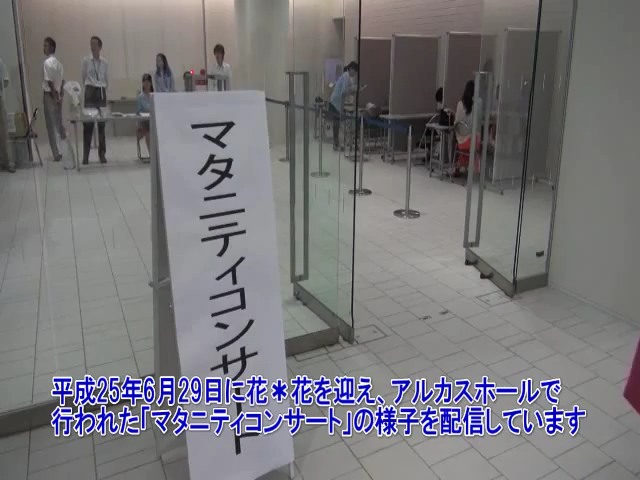 マタニティコンサート
平成25年6月29日に花＊花を迎え、アルカスホールで
行われた「マタニティコンサート」の様子を配信しています